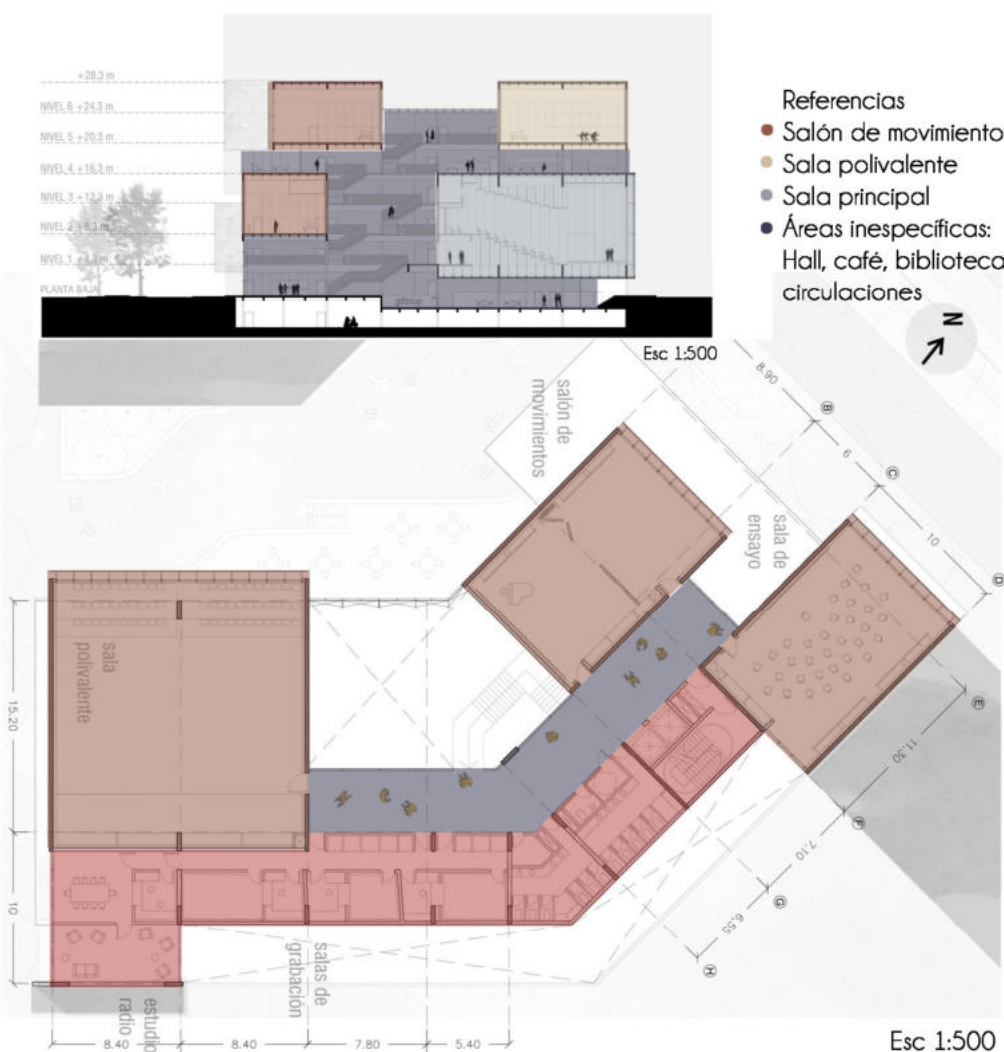 +28,3 m
NIVEL 6 +24,3 m
NIVEL 5 +20,3 m
NIVEL 4 +16,3 m
NIVEL 3 +12,3 m
NIVEL 2 +8,3 m
NIVEL 1 +4,3 m
PLANTA BAJA
Referencias
Salón de movimiento
Sala polivalente
Sala principal
Áreas inespecíficas:
Hall, café, biblioteca
circulaciones
Esc 1:500
N
salón de
movimientos
sala de
ensayo
8.90
B
6
C
10
D
E
11,30
F
7,10
G
6,55
H
sala
polivalente
15.20
10
salas de
grabación
estudio
radio
8.40
8.40
7.80
5.40
Esc 1:500